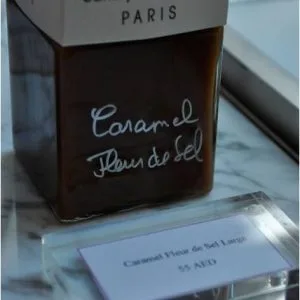 PARIS
Caramel
Fleur de Sel
Caramel Fleur de Sel Large
55 AED